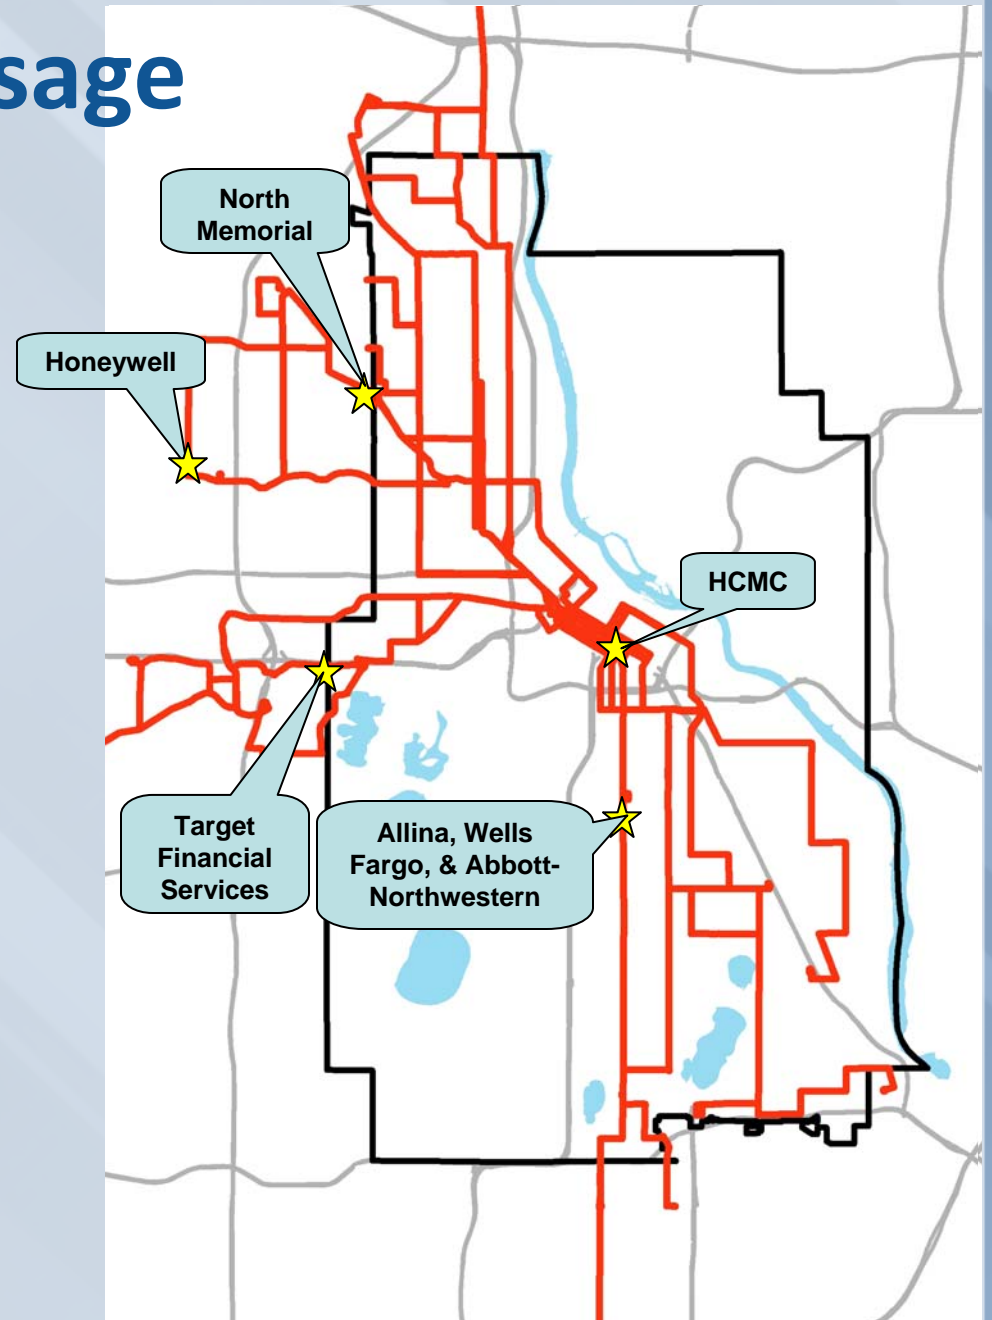 sage
North
Memorial
Honeywell
HCMC
Target
Financial
Services
Allina, Wells
Fargo, & Abbott-
Northwestern